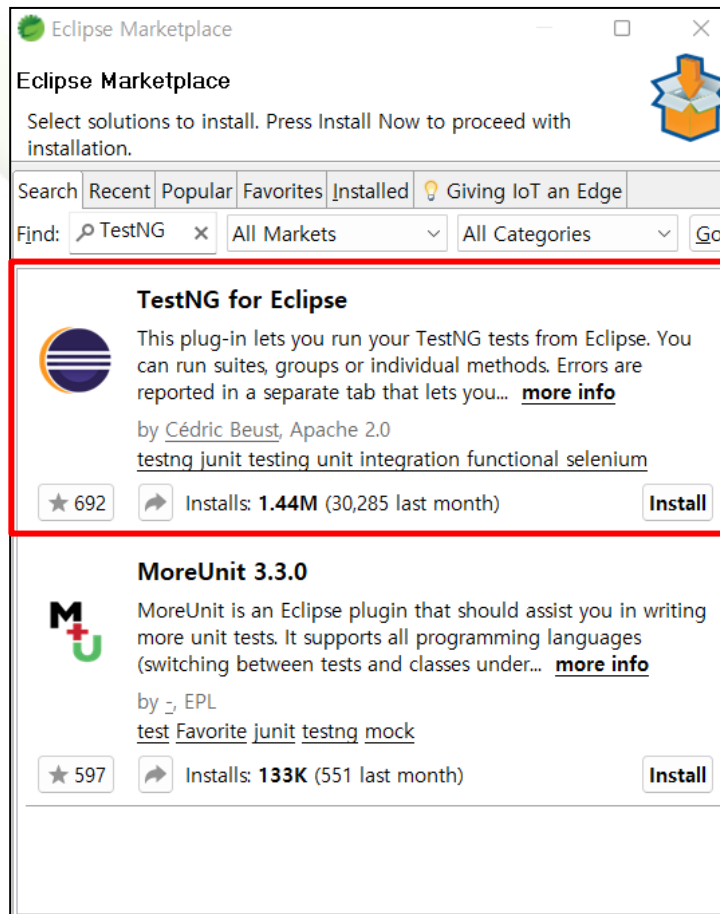 Eclipse Marketplace
Eclipse Marketplace
Select solutions to install. Press Install Now to proceed with
installation.
Search Recent Popular Favorites Installed Giving IoT an Edge
Find: TestNG All Markets All Categories Go
TestNG for Eclipse
This plug-in lets you run your TestNG tests from Eclipse. You
can run suites, groups or individual methods. Errors are
reported in a separate tab that lets you... more info
by Cédric Beust, Apache 2.0
testng junit testing unit integration functional selenium
692 Installs: 1.44M (30,285 last month) Install
MoreUnit 3.3.0
M+U
MoreUnit is an Eclipse plugin that should assist you in writing
more unit tests. It supports all programming languages
(switching between tests and classes under... more info
by -, EPL
test Favorite junit testng mock
597 Installs: 133K (551 last month) Install